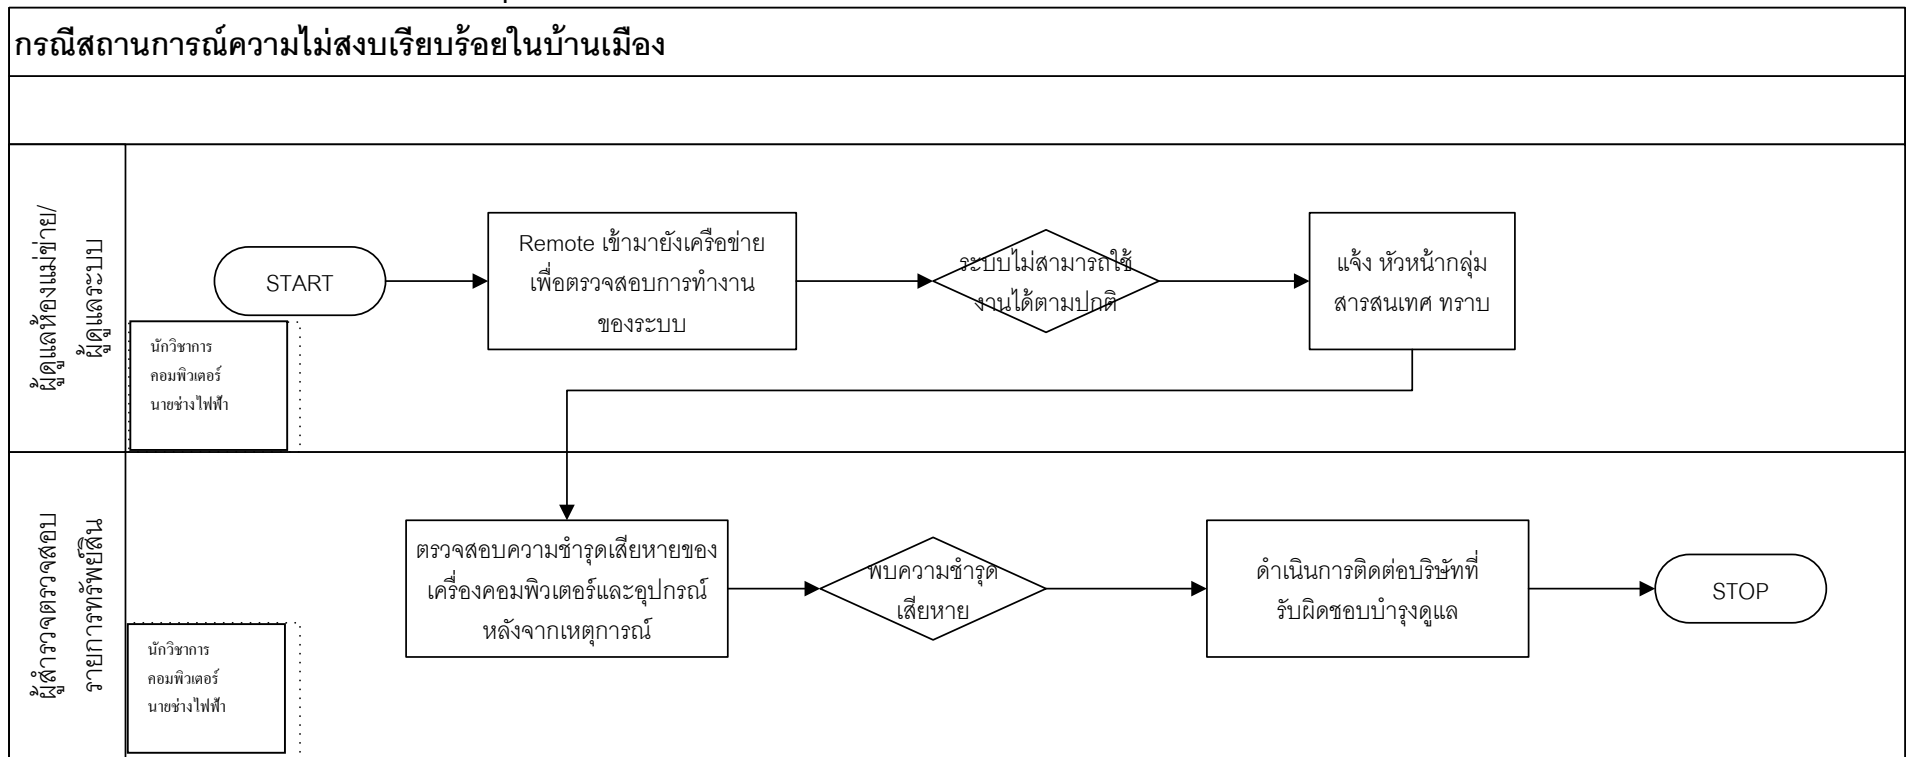 กรณีสถานการณ์ความไม่สงบเรียบร้อยในบ้านเมือง
ผู้ดูแลห้องแม่ข่าย/
ผู้ดูแลระบบ
START
Remote เข้ามายังเครือข่าย
เพื่อตรวจสอบการทำงาน
ของระบบ
ระบบไม่สามารถใช้
งานได้ตามปกติ
แจ้ง หัวหน้ากลุ่ม
สารสนเทศ ทราบ
นักวิชาการ
คอมพิวเตอร์
นายช่างไฟฟ้า
ผู้สำรวจตรวจสอบ
รายการทรัพย์สิน
ตรวจสอบความชำรุดเสียหายของ
เครื่องคอมพิวเตอร์และอุปกรณ์
หลังจากเหตุการณ์
พบความชำรุด
เสียหาย
ดำเนินการติดต่อบริษัทที่
รับผิดชอบบำรุงดูแล
STOP
นักวิชาการ
คอมพิวเตอร์
นายช่างไฟฟ้า